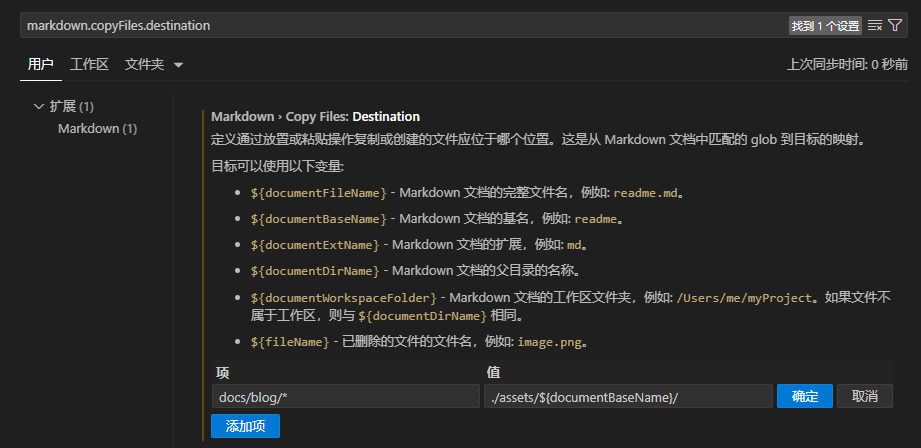 markdown.copyFiles.destination
找到 1 个设置
用户
工作区
文件夹
上次同步时间: 0 秒前
扩展 (1)
Markdown (1)
Markdown › Copy Files: Destination
定义通过放置或粘贴操作复制或创建的文件应位于哪个位置。这是从 Markdown 文档中匹配的 glob 到目标的映射。
目标可以使用以下变量:
• ${documentFileName} - Markdown 文档的完整文件名，例如: readme.md。
• ${documentBaseName} - Markdown 文档的基名，例如: readme。
• ${documentExtName} - Markdown 文档的扩展，例如: md。
• ${documentDirName} - Markdown 文档的父目录的名称。
• ${documentWorkspaceFolder} - Markdown 文档的工作区文件夹，例如: /Users/me/myProject。如果文件不
属于工作区，则与 ${documentDirName} 相同。
• ${fileName} - 已删除的文件的文件名，例如: image.png。
项 值
docs/blog/* ./assets/${documentBaseName}/ 确定 取消
添加项